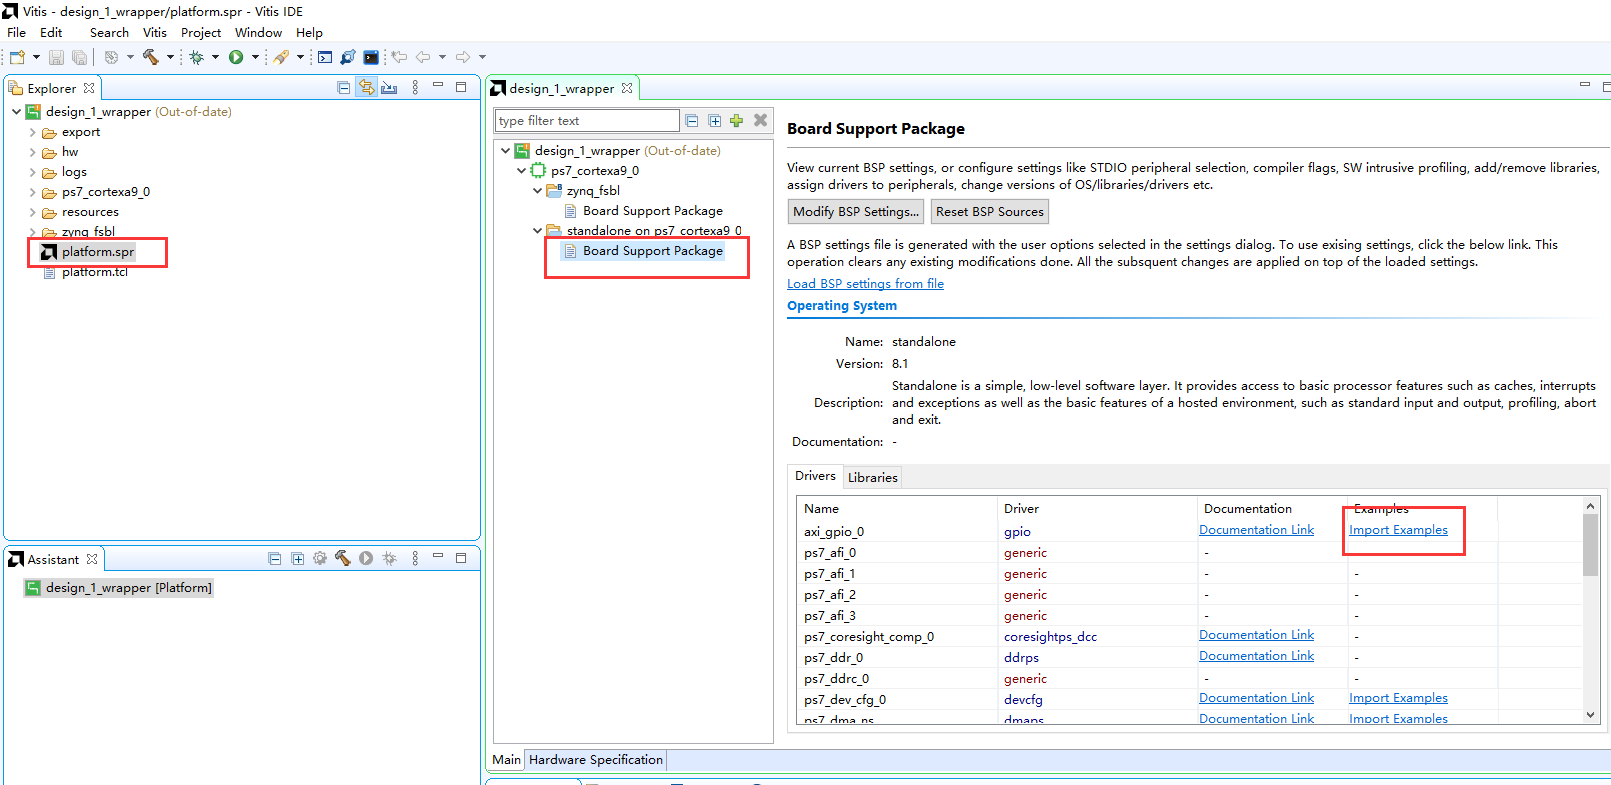 Vitis - design_1_wrapper/platform.spr - Vitis IDE
File Edit Search Vitis Project Window Help
Explorer
design_1_wrapper (Out-of-date)
export
hw
logs
ps7_cortexa9_0
resources
zynq_fsbl
platform.spr
platform.tcl
Assistant
design_1_wrapper [Platform]
design_1_wrapper
type filter text
design_1_wrapper (Out-of-date)
ps7_cortexa9_0
zynq_fsbl
Board Support Package
standalone on ps7_cortexa9_0
Board Support Package
Board Support Package
View current BSP settings, or configure settings like STDIO peripheral selection, compiler flags, SW intrusive profiling, add/remove libraries,
assign drivers to peripherals, change versions of OS/libraries/drivers etc.
Modify BSP Settings... Reset BSP Sources
A BSP settings file is generated with the user options selected in the settings dialog. To use exising settings, click the below link. This
operation clears any existing modifications done. All the subsquent changes are applied on top of the loaded settings.
Load BSP settings from file
Operating System
Name: standalone
Version: 8.1
Description: Standalone is a simple, low-level software layer. It provides access to basic processor features such as caches, interrupts
and exceptions as well as the basic features of a hosted environment, such as standard input and output, profiling, abort
and exit.
Documentation: -
Drivers Libraries
Name Driver Documentation Examples
axi_gpio_0 gpio Documentation Link Import Examples
ps7_afi_0 generic -
ps7_afi_1 generic - -
ps7_afi_2 generic - -
ps7_afi_3 generic - -
ps7_coresight_comp_0 coresightps_dcc Documentation Link -
ps7_ddr_0 ddrps Documentation Link -
ps7_ddrc_0 generic - -
ps7_dev_cfg_0 devcfg Documentation Link Import Examples
ps7_dma_ns dmaps Documentation Link Import Examples
Main Hardware Specification